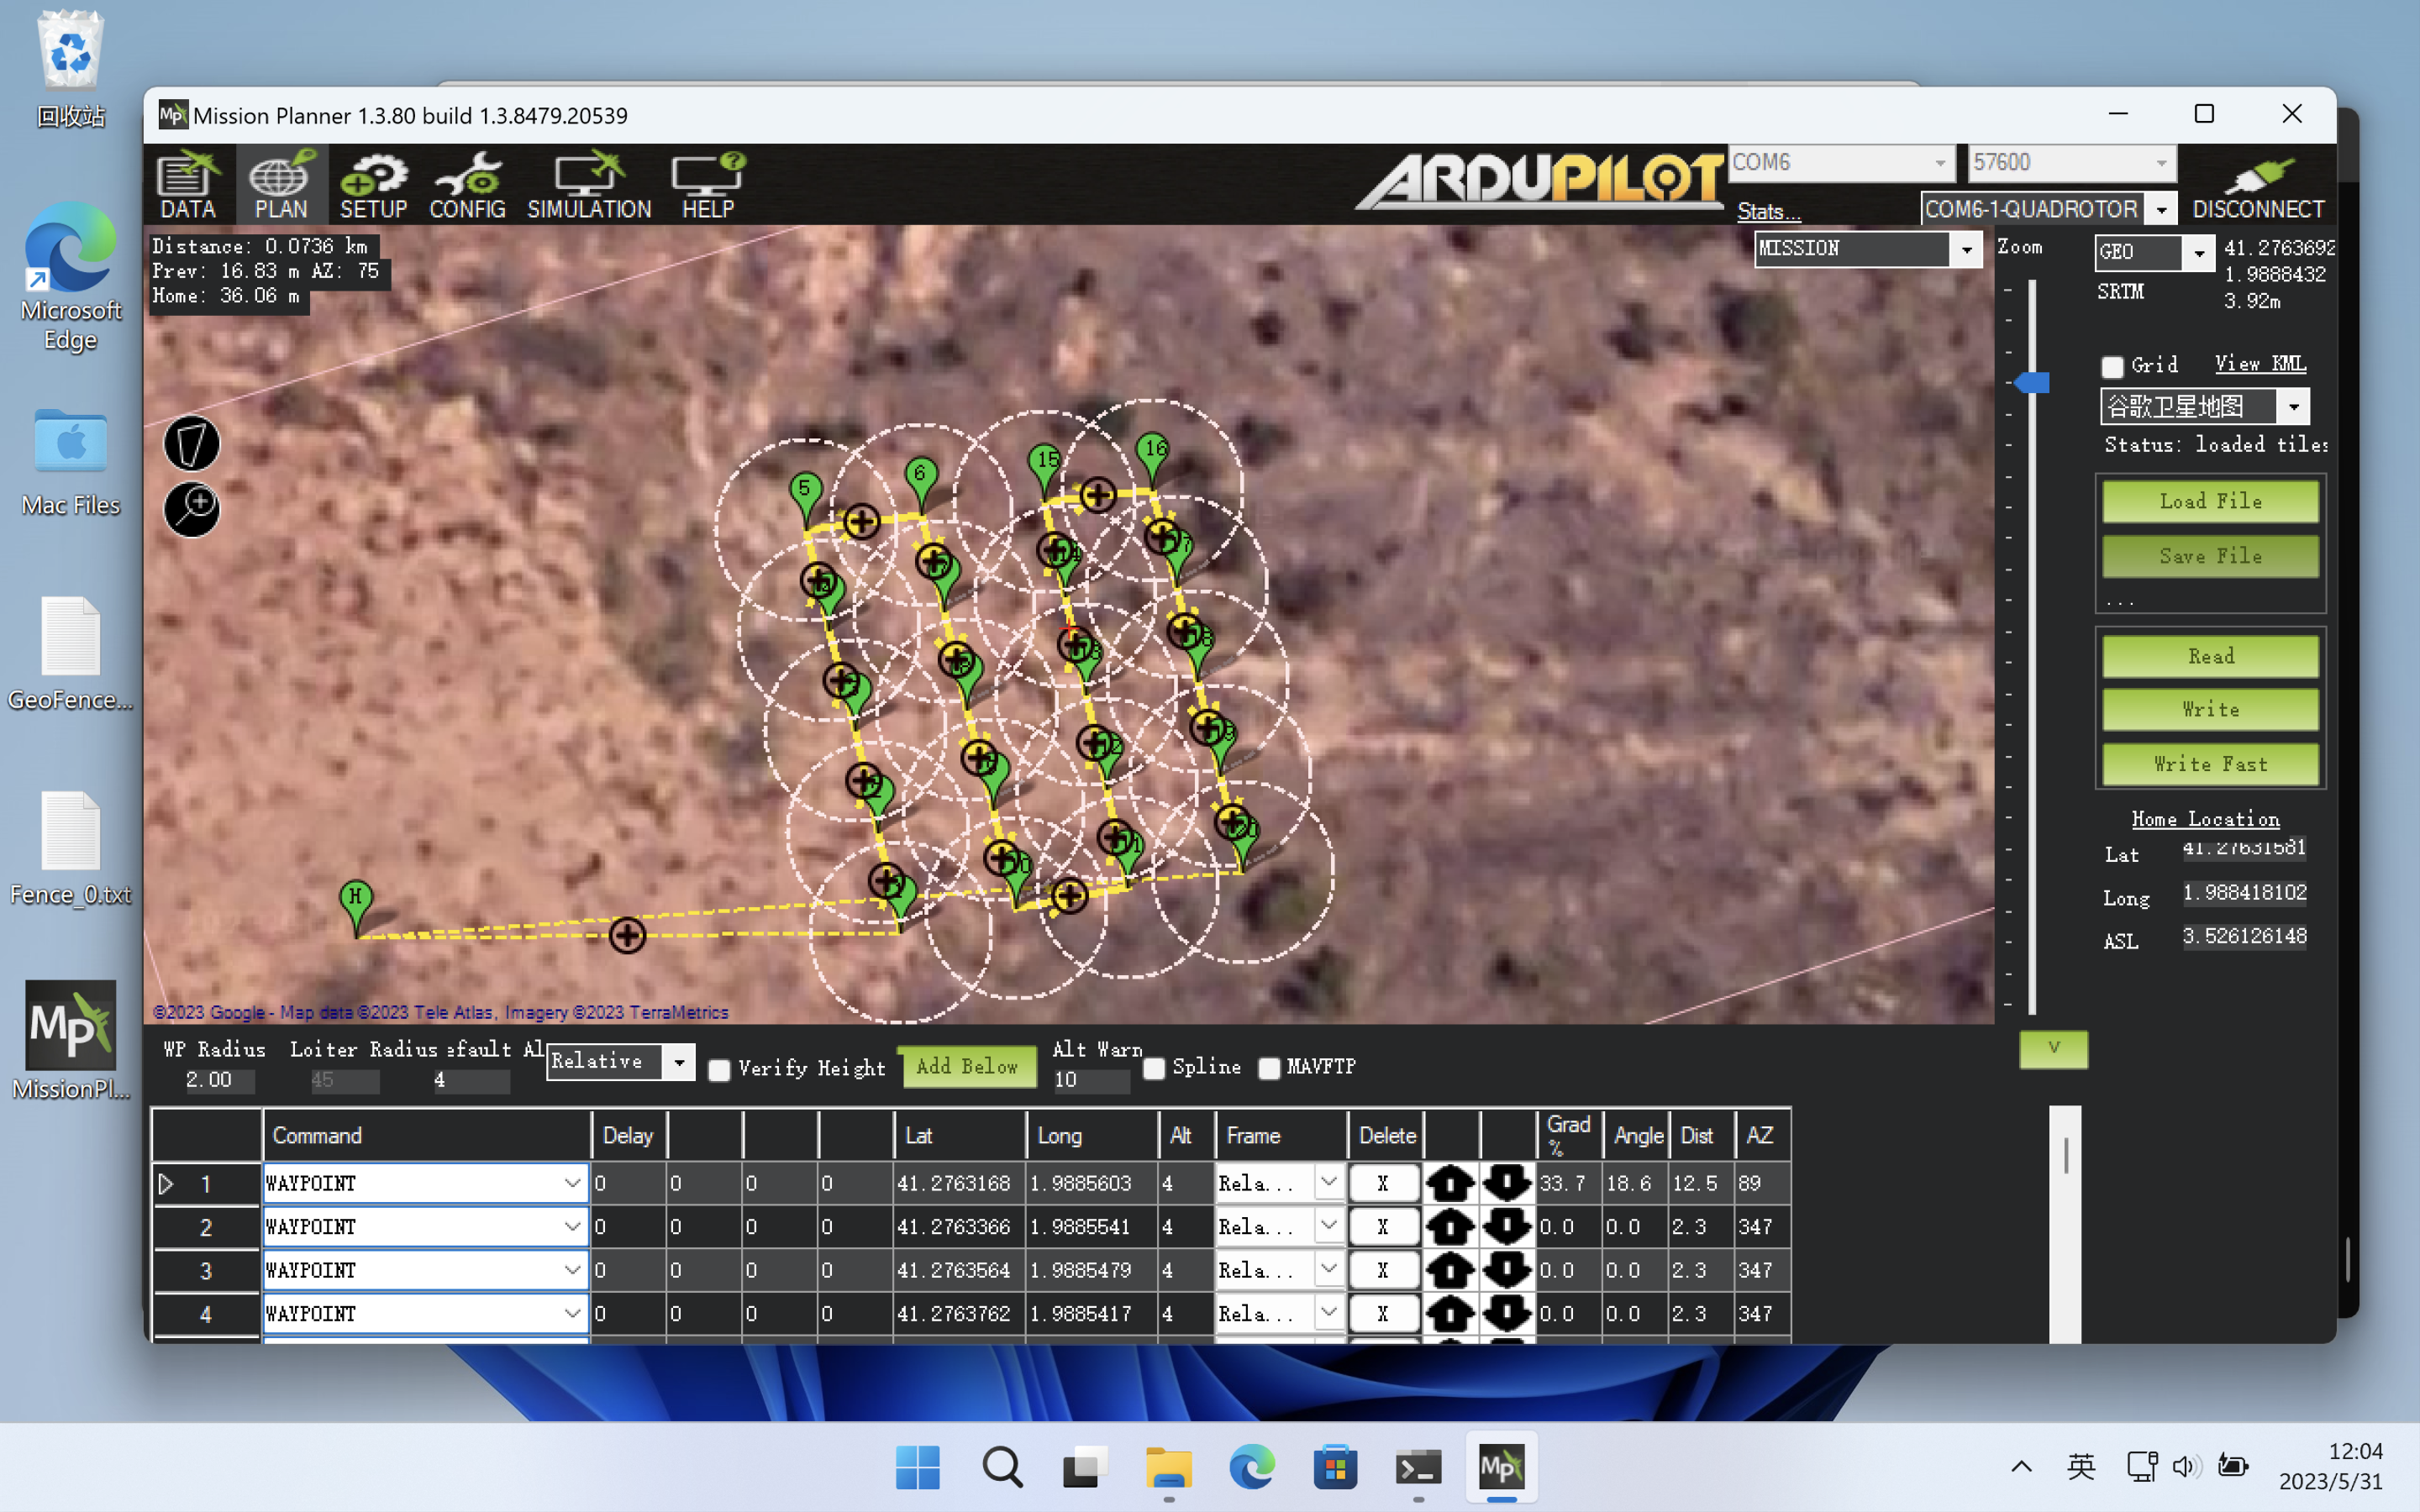 回收站
Microsoft
Edge
Mac Files
GeoFence...
Fence_0.txt
MissionPl...
Mission Planner 1.3.80 build 1.3.8479.20539
DATA
PLAN
SETUP
CONFIG
SIMULATION
HELP
ARDUPILOT
COM6
57600
Stats...
COM6-1-QUADROTOR
DISCONNECT
Distance: 0.0736 km
Prev: 16.83 m AZ: 75
Home: 36.06 m
MISSION
Zoom
GEO
41.2763692
1.9888432
SRTM
3.92m
Grid
View KML
谷歌卫星地图
Status: loaded tiles
Load File
Save File
...
Read
Write
Write Fast
Home Location
Lat 41.27631581
Long 1.988418102
ASL 3.526126148
5
6
15
16
H
©2023 Google - Map data ©2023 Tele Atlas, Imagery ©2023 TerraMetrics
WP Radius
2.00
Loiter Radius
45
efault Al
4
Relative
Verify Height
Add Below
Alt Warn
10
Spline
MAVFTP
V
Command Delay Lat Long Alt Frame Delete Grad % Angle Dist AZ
1 WAYPOINT 0 0 0 0 41.2763168 1.9885603 4 Rela... X 33.7 18.6 12.5 89
2 WAYPOINT 0 0 0 0 41.2763366 1.9885541 4 Rela... X 0.0 0.0 2.3 347
3 WAYPOINT 0 0 0 0 41.2763564 1.9885479 4 Rela... X 0.0 0.0 2.3 347
4 WAYPOINT 0 0 0 0 41.2763762 1.9885417 4 Rela... X 0.0 0.0 2.3 347
英
12:04
2023/5/31